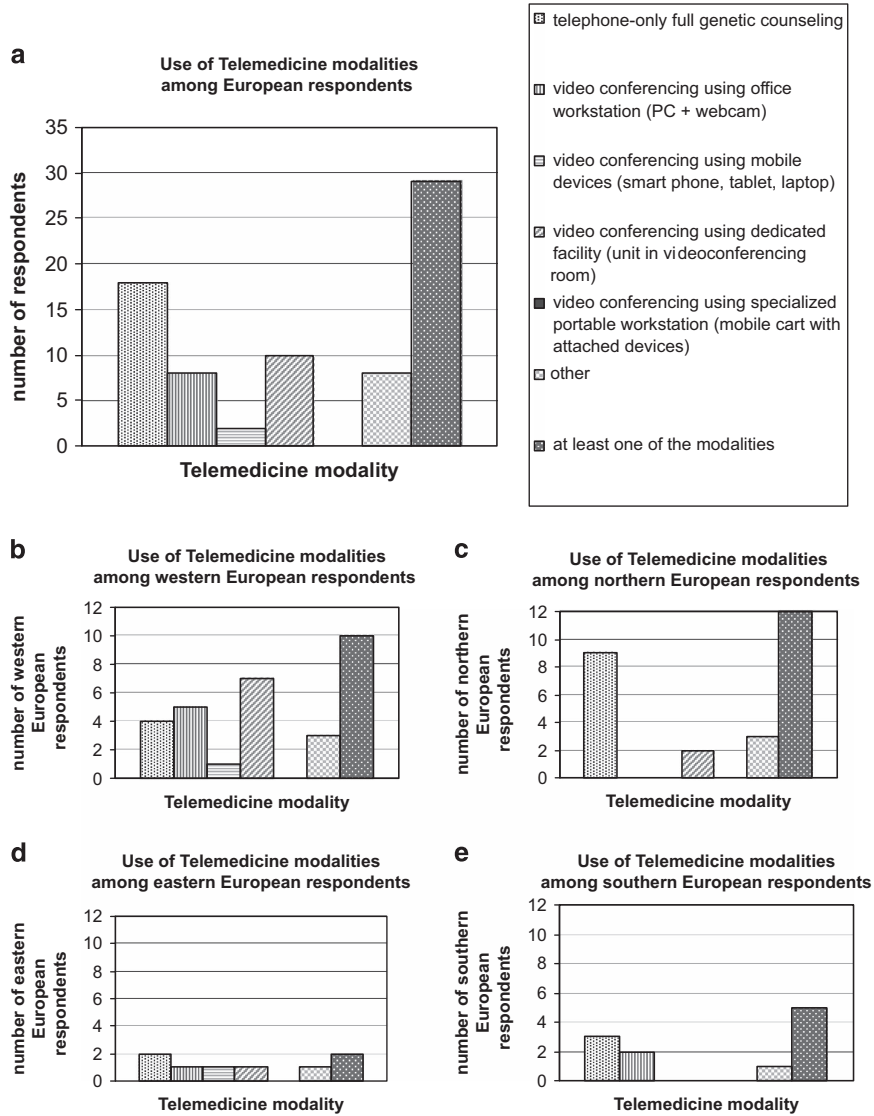 a
Use of Telemedicine modalities
among European respondents
number of respondents
35
30
25
20
15
10
5
0
Telemedicine modality
telephone-only full genetic counseling
video conferencing using office
workstation (PC + webcam)
video conferencing using mobile
devices (smart phone, tablet, laptop)
video conferencing using dedicated
facility (unit in videoconferencing
room)
video conferencing using specialized
portable workstation (mobile cart with
attached devices)
other
at least one of the modalities
b
Use of Telemedicine modalities
among western European respondents
number of western
European
respondents
12
10
8
6
4
2
0
Telemedicine modality
c
Use of Telemedicine modalities
among northern European respondents
number of northern
European
respondents
12
10
8
6
4
2
0
Telemedicine modality
d
Use of Telemedicine modalities
among eastern European respondents
number of eastern
European
respondents
12
10
8
6
4
2
0
Telemedicine modality
e
Use of Telemedicine modalities
among southern European respondents
number of southern
European
respondents
12
10
8
6
4
2
0
Telemedicine modality